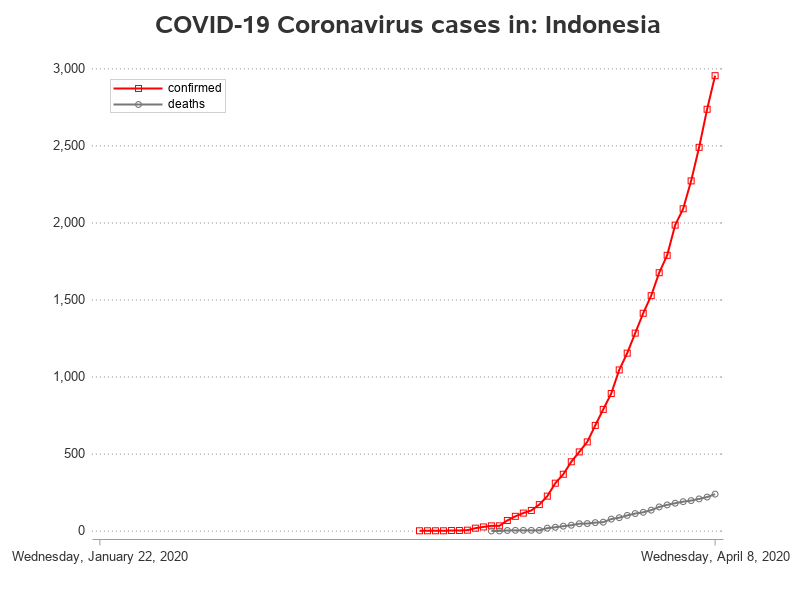 COVID-19 Coronavirus cases in: Indonesia
3,000
confirmed
deaths
2,500
2,000
1,500
1,000
500
0
Wednesday, January 22, 2020
Wednesday, April 8, 2020